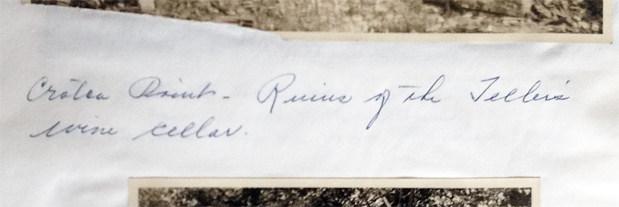 Croton Point - Ruins of the Teller's
wine cellar.